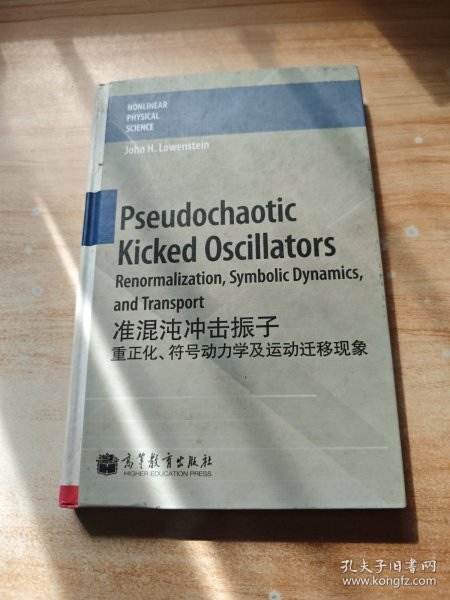 NONLINEAR
PHYSICAL
SCIENCE
John H. Lowenstein
Pseudochaotic
Kicked Oscillators
Renormalization, Symbolic Dynamics,
and Transport
准混沌冲击振子
重正化、符号动力学及运动迁移现象
高等教育出版社
HIGHER EDUCATION PRESS
孔夫子旧书网
www.kongfz.com